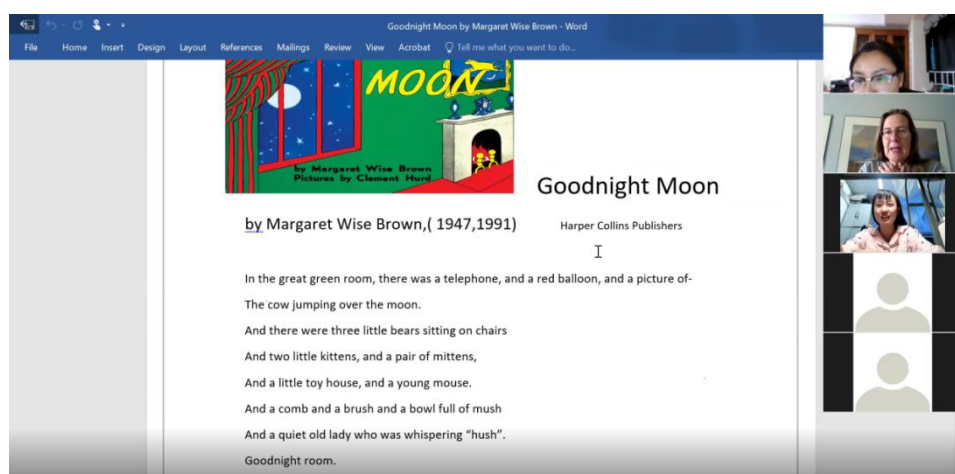 Goodnight Moon by Margaret Wise Brown - Word
File Home Insert Design Layout References Mailings Review View Acrobat Tell me what you want to do...
MOON
by Margaret Wise Brown
Pictures by Clement Hurd
Goodnight Moon
by Margaret Wise Brown,( 1947,1991) Harper Collins Publishers
In the great green room, there was a telephone, and a red balloon, and a picture of-
The cow jumping over the moon.
And there were three little bears sitting on chairs
And two little kittens, and a pair of mittens,
And a little toy house, and a young mouse.
And a comb and a brush and a bowl full of mush
And a quiet old lady who was whispering “hush”.
Goodnight room.